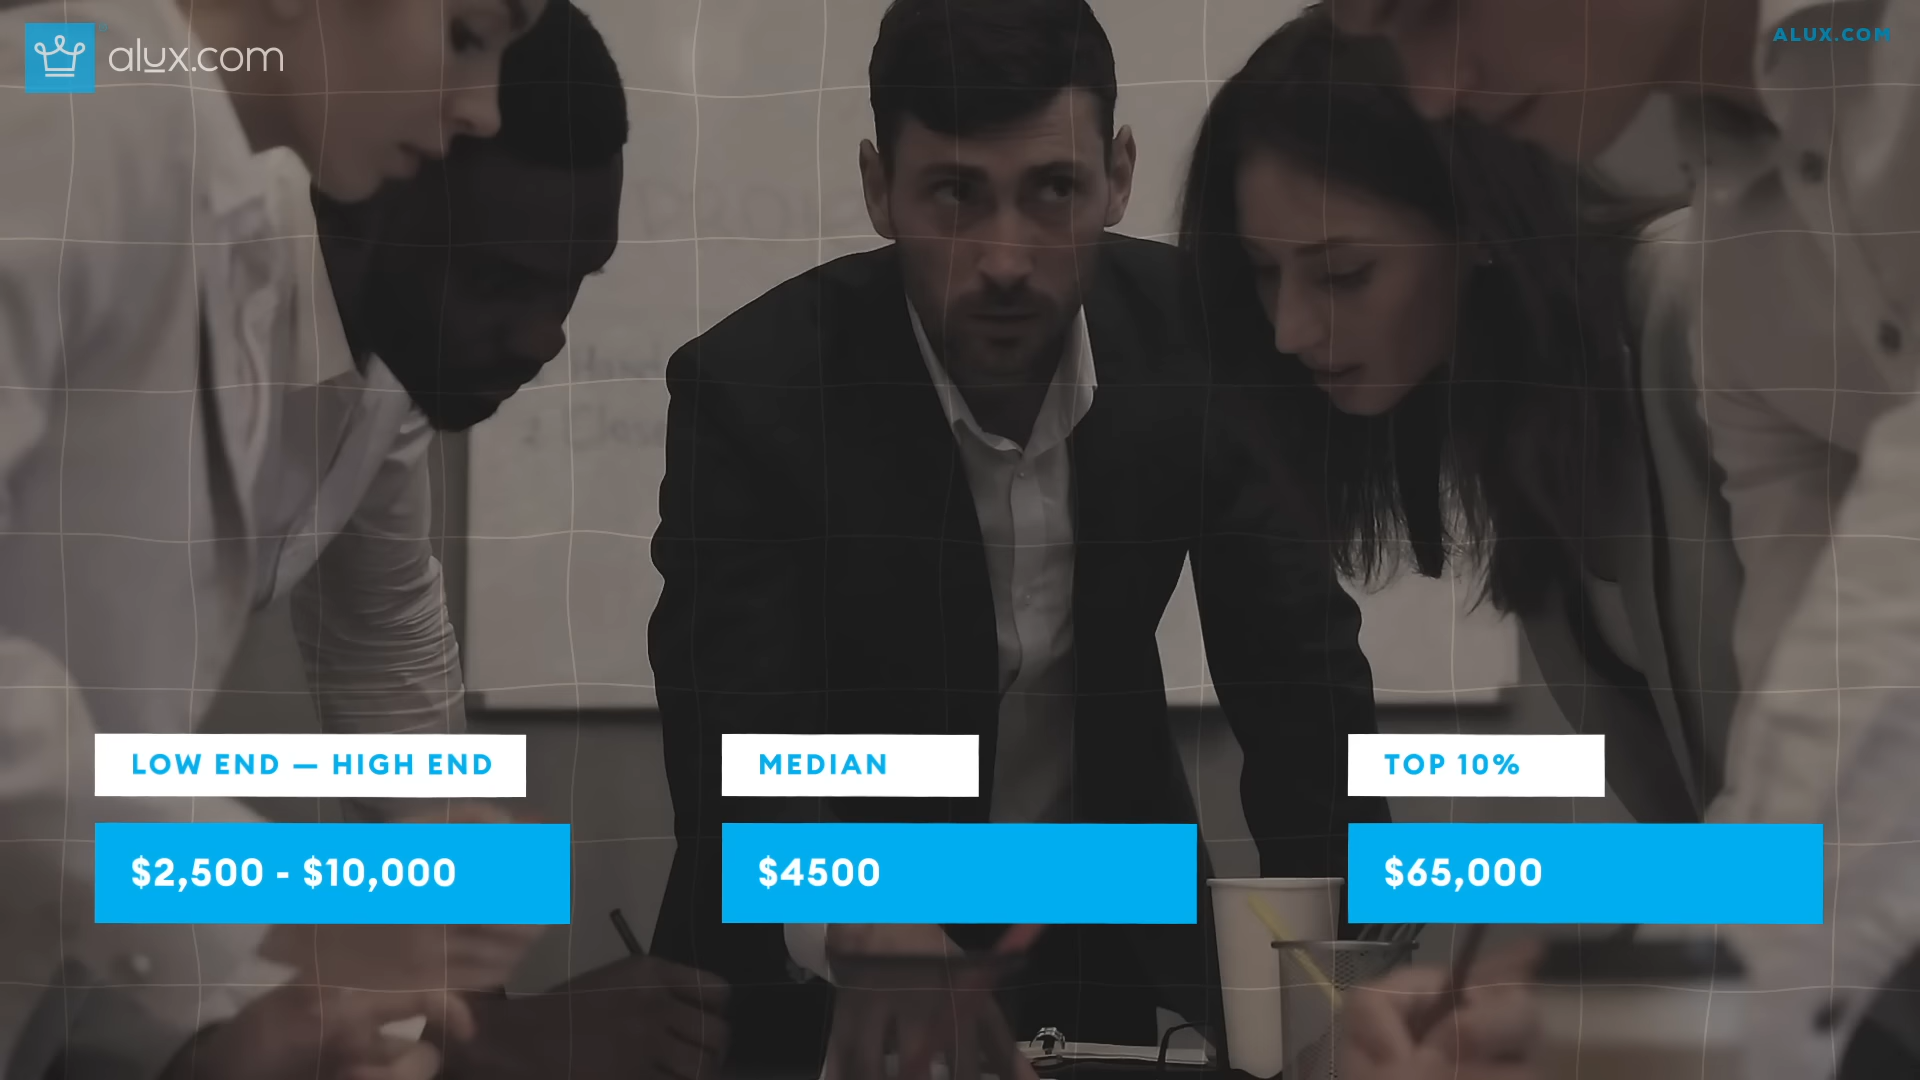 alux.com
ALUX.COM
LOW END — HIGH END
$2,500 - $10,000
MEDIAN
$4500
TOP 10%
$65,000